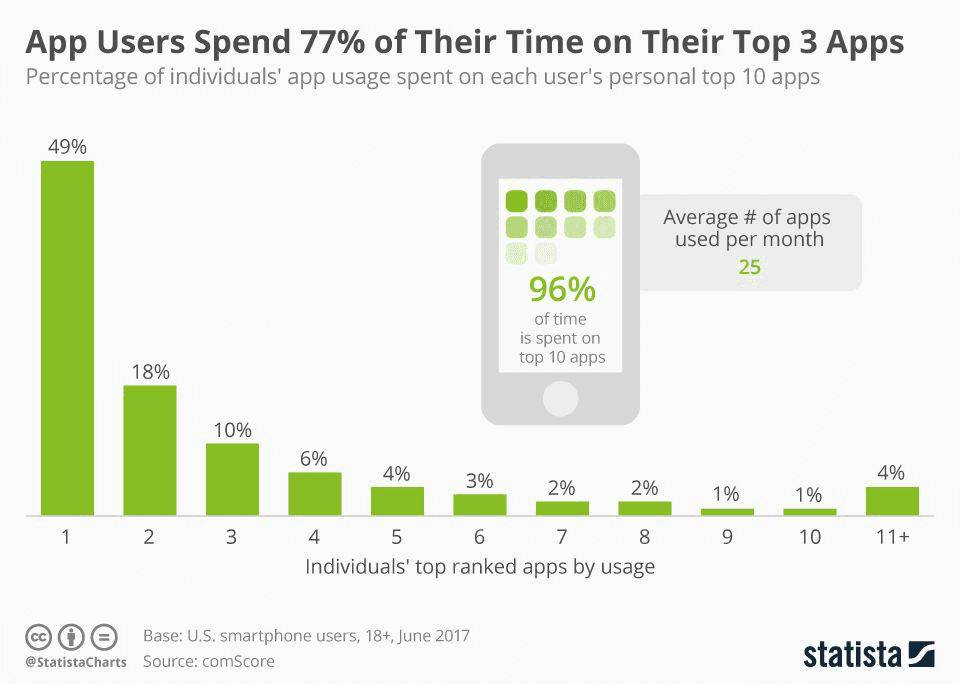 App Users Spend 77% of Their Time on Their Top 3 Apps
Percentage of individuals' app usage spent on each user's personal top 10 apps
49%
18%
10%
6%
4%
3%
2%
2%
1%
1%
4%
96%
of time
is spent on
top 10 apps
Average # of apps
used per month
25
1 2 3 4 5 6 7 8 9 10 11+
Individuals' top ranked apps by usage
cc
@StatistaCharts
Base: U.S. smartphone users, 18+, June 2017
Source: comScore
statista